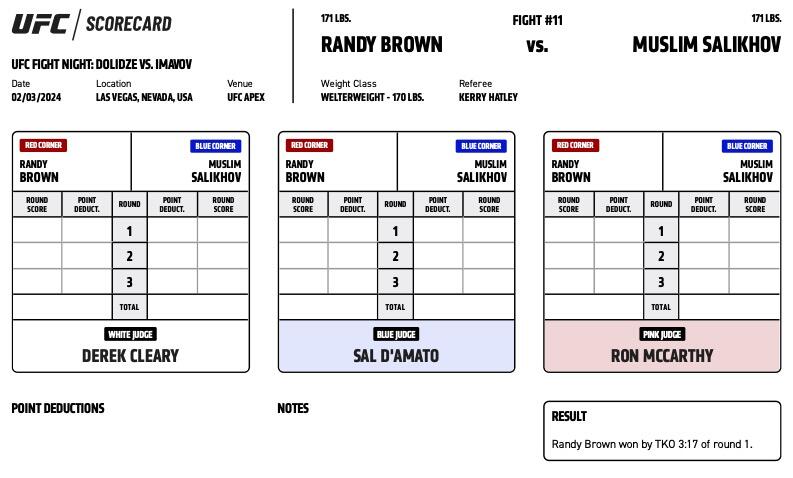 UFC / SCORECARD
UFC FIGHT NIGHT: DOLIDZE VS. IMAVOV
Date Location Venue
02/03/2024 LAS VEGAS, NEVADA, USA UFC APEX
171 LBS. FIGHT #11 171 LBS.
RANDY BROWN vs. MUSLIM SALIKHOV
Weight Class Referee
WELTERWEIGHT - 170 LBS. KERRY HATLEY
RED CORNER BLUE CORNER
RANDY MUSLIM
BROWN SALIKHOV
ROUND SCORE POINT DEDUCT. ROUND POINT DEDUCT. ROUND SCORE
1
2
3
TOTAL
WHITE JUDGE
DEREK CLEARY
RED CORNER BLUE CORNER
RANDY MUSLIM
BROWN SALIKHOV
ROUND SCORE POINT DEDUCT. ROUND POINT DEDUCT. ROUND SCORE
1
2
3
TOTAL
BLUE JUDGE
SAL D'AMATO
RED CORNER BLUE CORNER
RANDY MUSLIM
BROWN SALIKHOV
ROUND SCORE POINT DEDUCT. ROUND POINT DEDUCT. ROUND SCORE
1
2
3
TOTAL
PINK JUDGE
RON MCCARTHY
POINT DEDUCTIONS
NOTES
RESULT
Randy Brown won by TKO 3:17 of round 1.